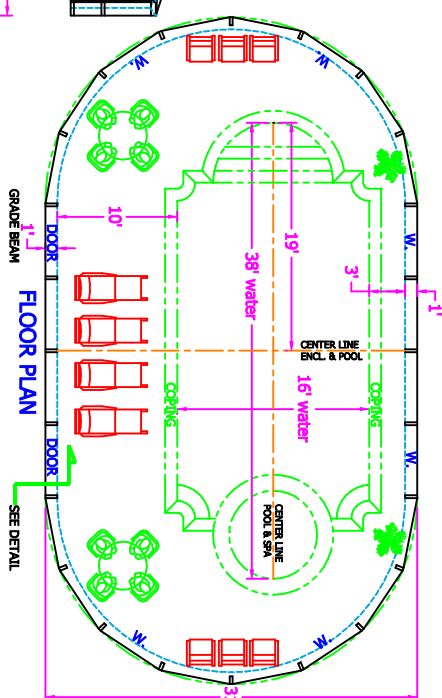 W.
W.
1'
DOOR
10'
19'
38' water
3'
W.
1'
GRADE BEAM
FLOOR PLAN
CENTER LINE
ENCL. & POOL
16' water
COPING
COPING
DOOR
CENTER LINE
POOL & SPA
W.
SEE DETAIL
W.
W.